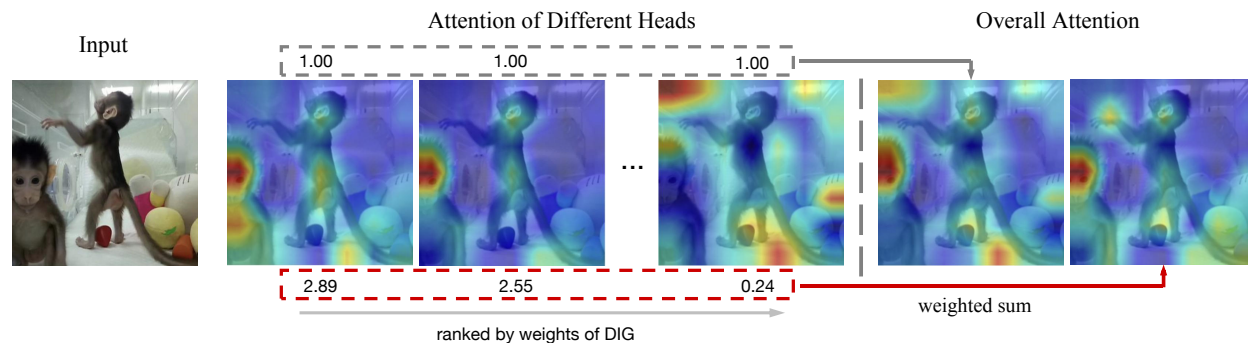 Input
Attention of Different Heads
Overall Attention
1.00 1.00 1.00
...
2.89 2.55 0.24
weighted sum
ranked by weights of DIG